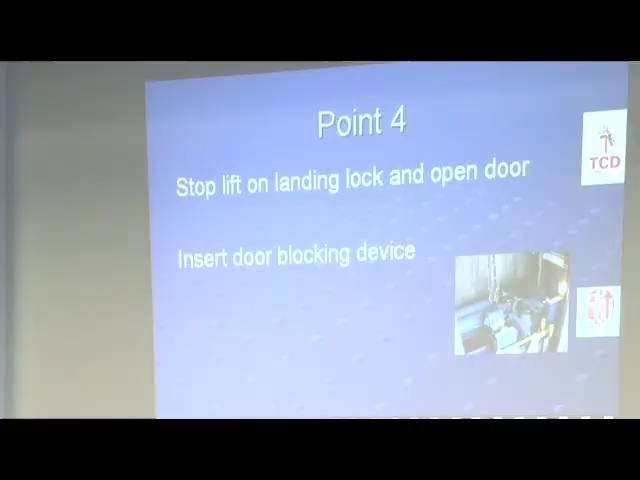 Point 4
Stop lift on landing lock and open door
Insert door blocking device
TCD